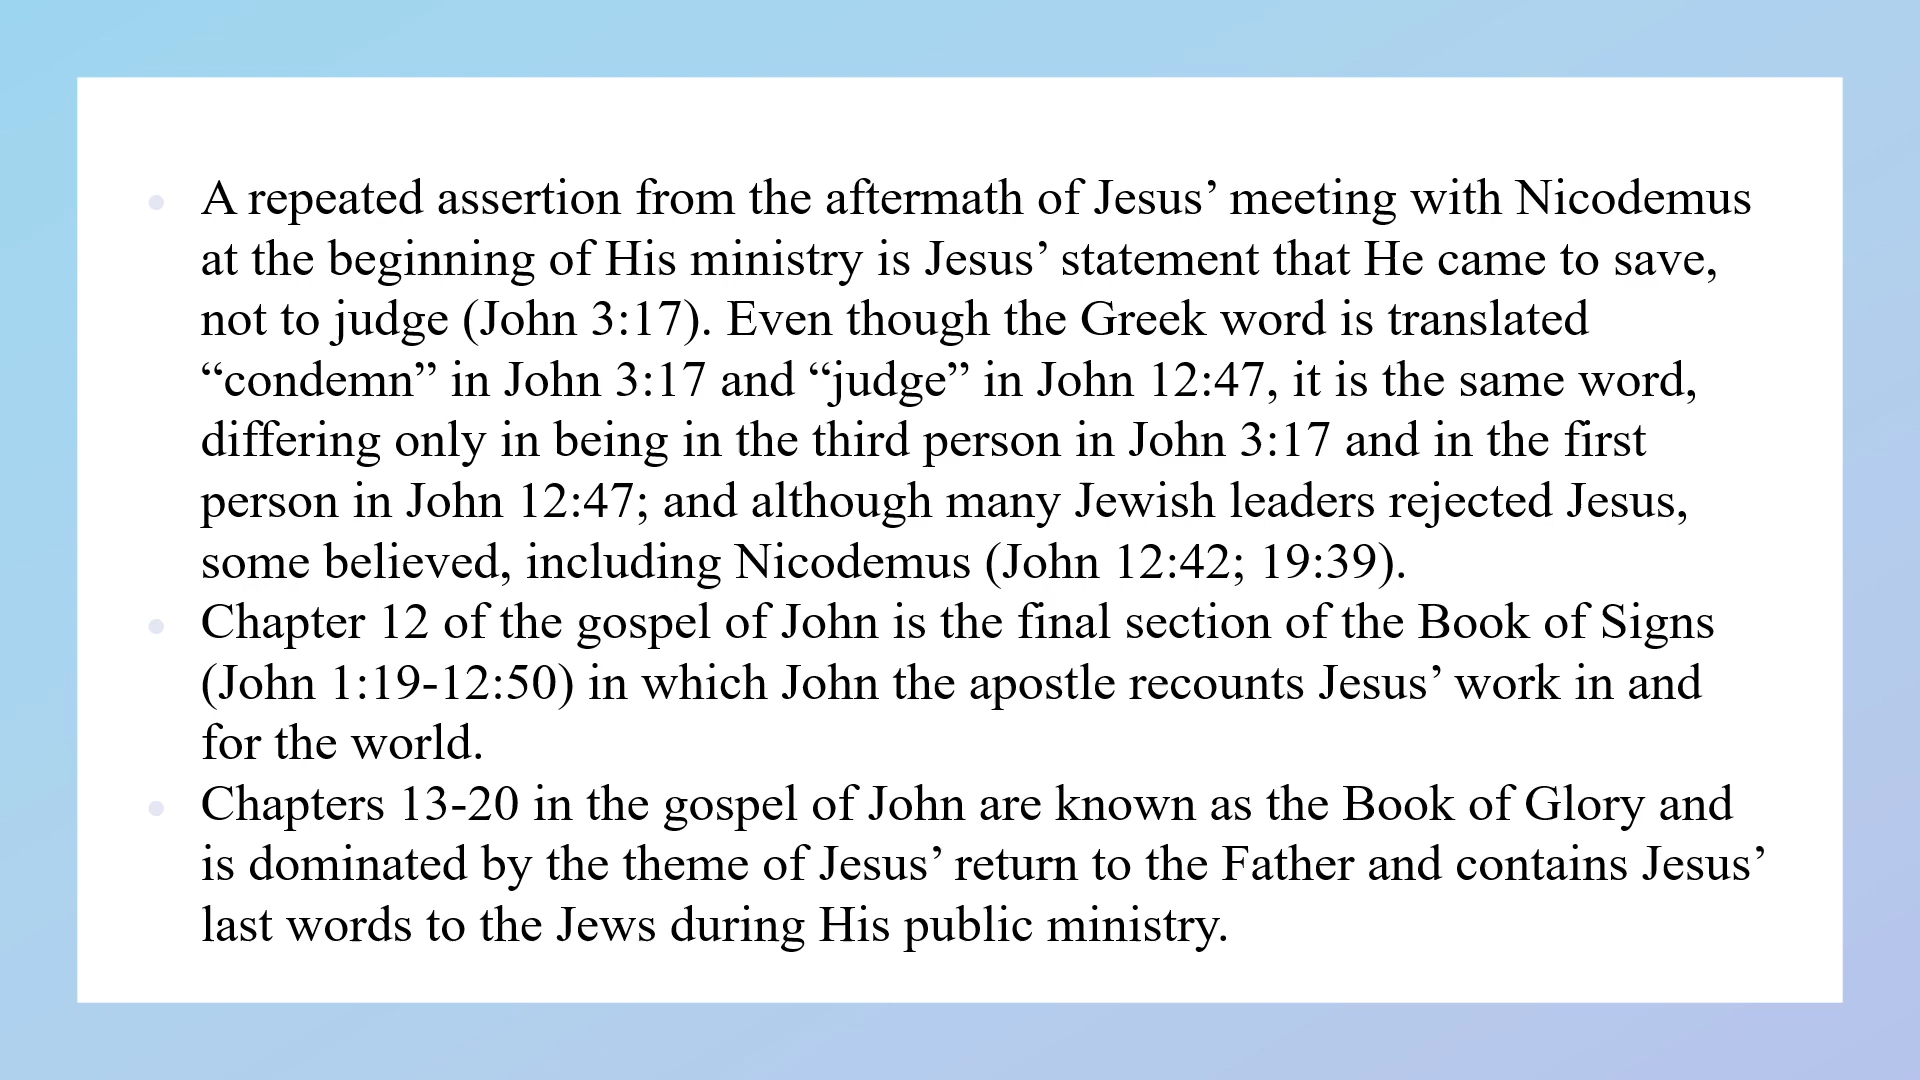 A repeated assertion from the aftermath of Jesus’ meeting with Nicodemus
at the beginning of His ministry is Jesus’ statement that He came to save,
not to judge (John 3:17). Even though the Greek word is translated
“condemn” in John 3:17 and “judge” in John 12:47, it is the same word,
differing only in being in the third person in John 3:17 and in the first
person in John 12:47; and although many Jewish leaders rejected Jesus,
some believed, including Nicodemus (John 12:42; 19:39).
Chapter 12 of the gospel of John is the final section of the Book of Signs
(John 1:19-12:50) in which John the apostle recounts Jesus’ work in and
for the world.
Chapters 13-20 in the gospel of John are known as the Book of Glory and
is dominated by the theme of Jesus’ return to the Father and contains Jesus’
last words to the Jews during His public ministry.